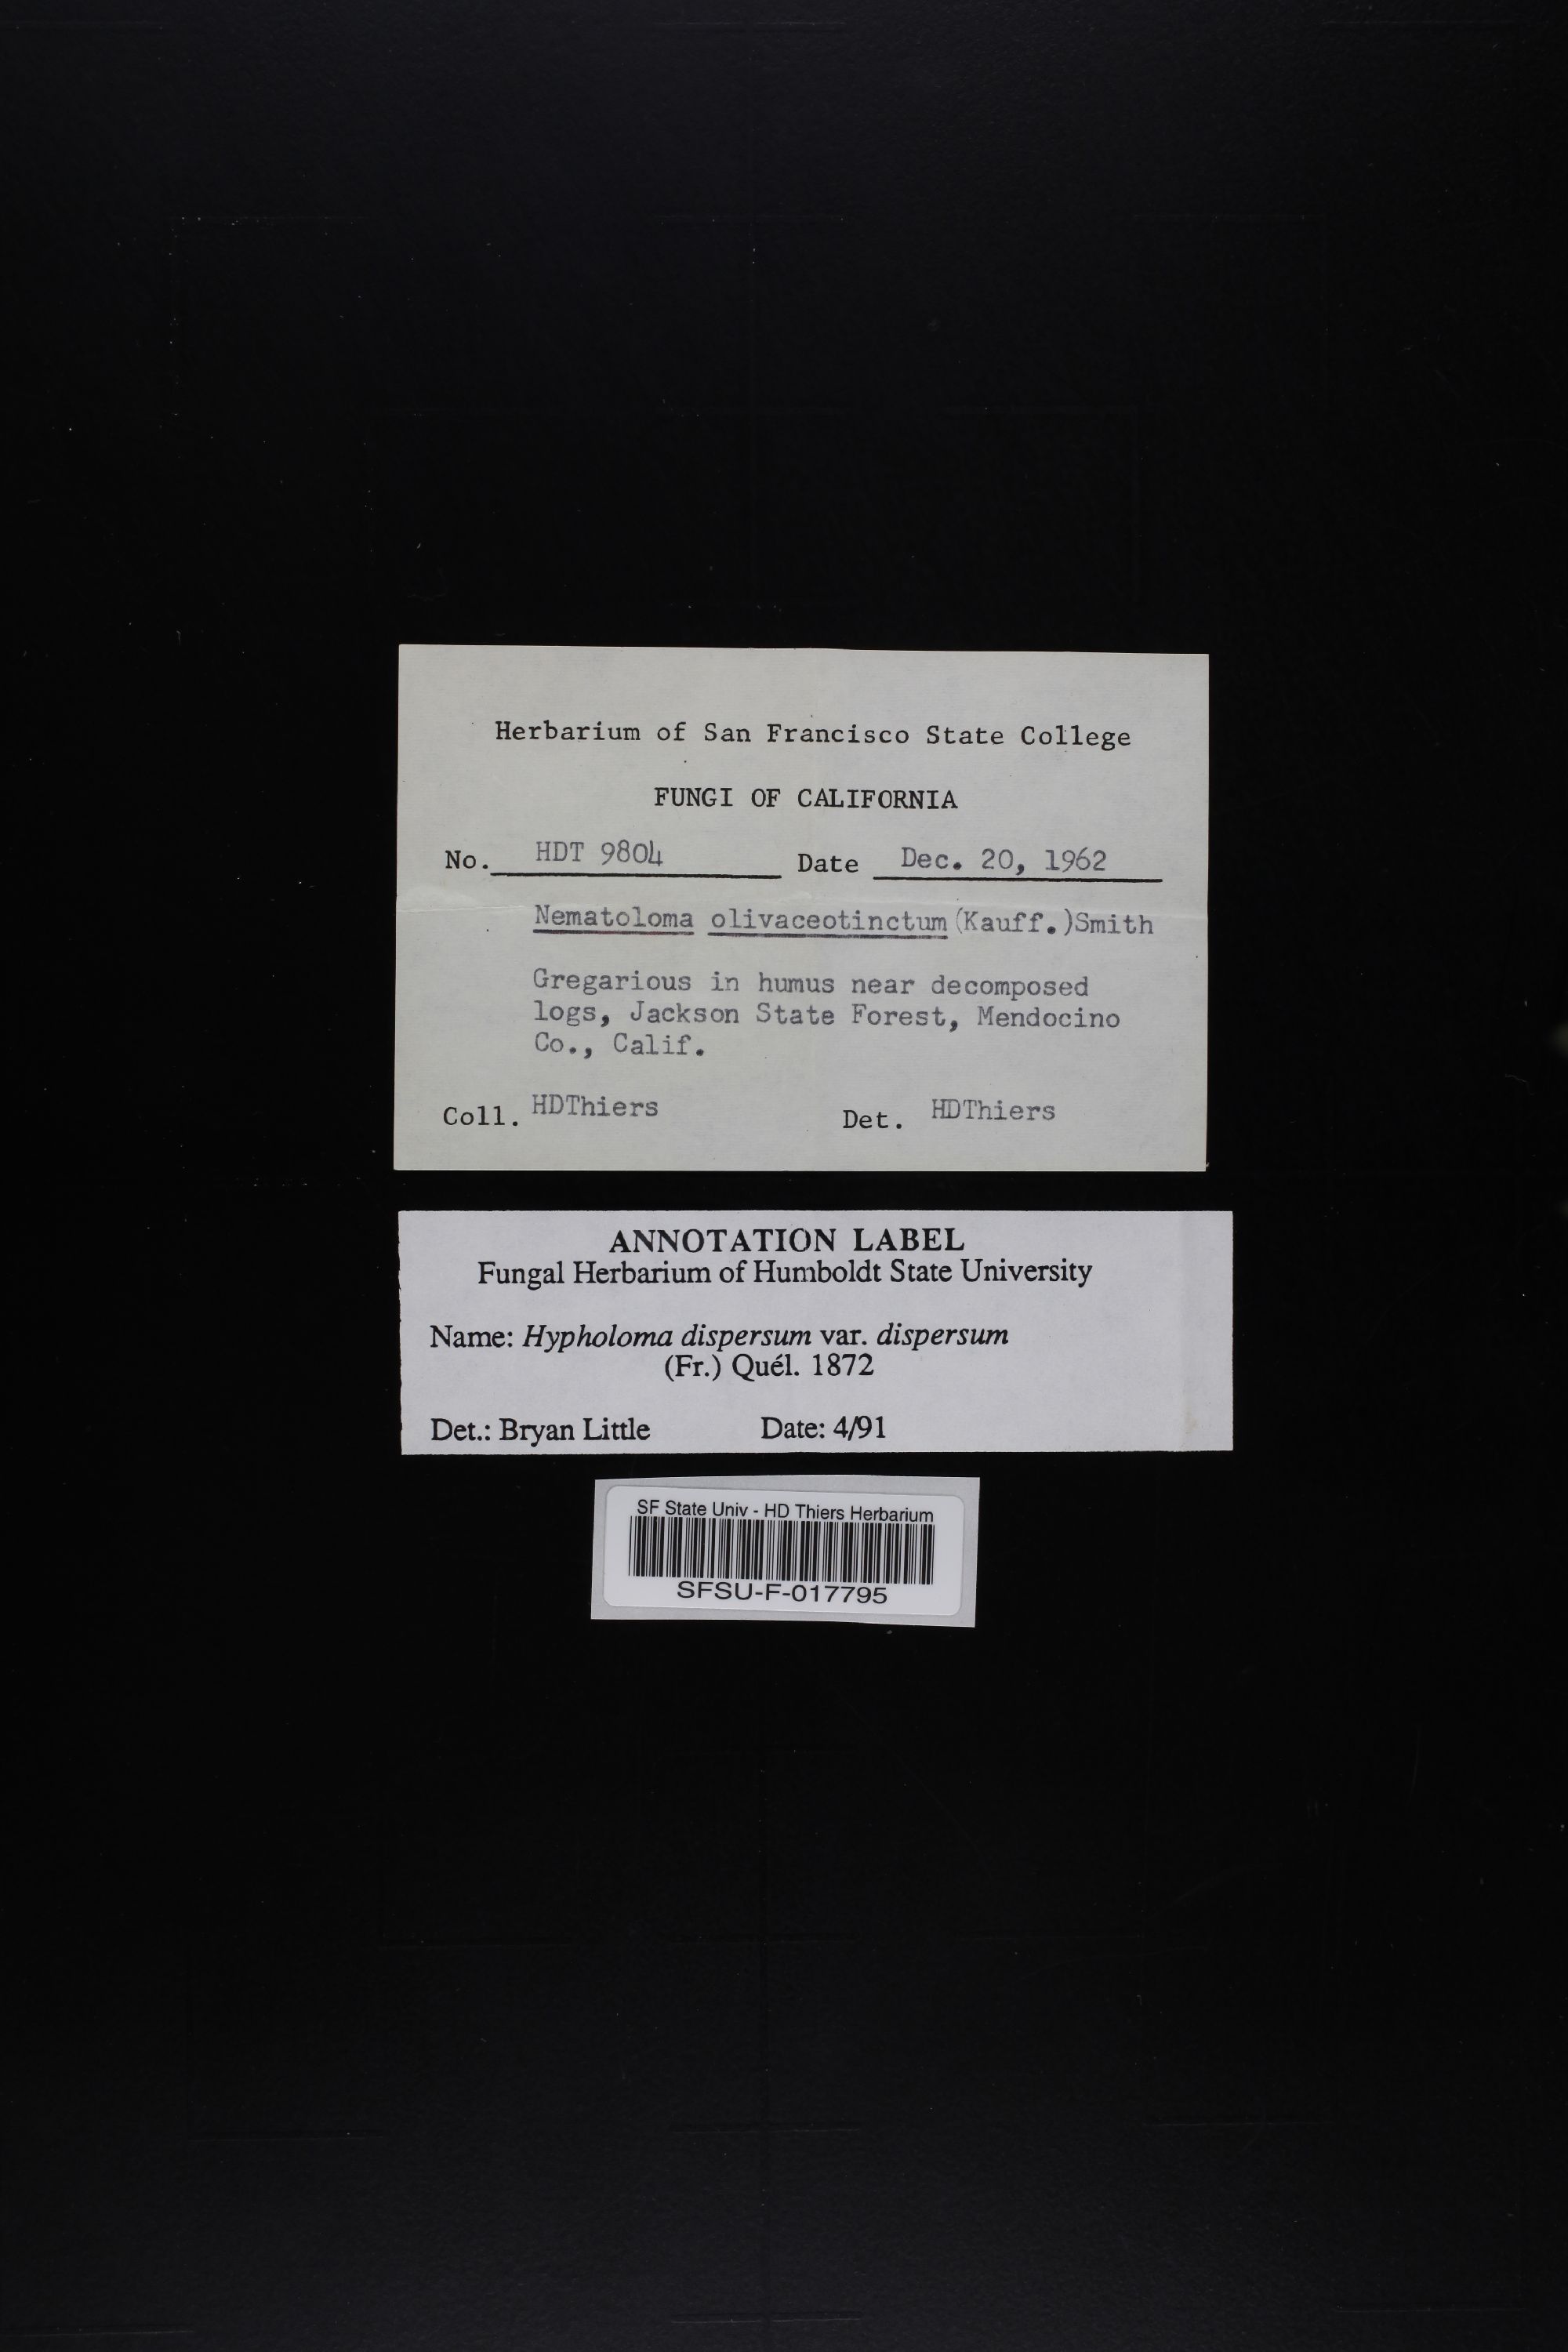 Herbarium of San Francisco State College
FUNGI OF CALIFORNIA
No. HDT 9804 Date Dec. 20, 1962
Nematoloma olivaceotinctum (Kauff.)Smith
Gregarious in humus near decomposed
logs, Jackson State Forest, Mendocino
Co., Calif.
Coll. HDThiers Det. HDThiers
ANNOTATION LABEL
Fungal Herbarium of Humboldt State University
Name: Hypholoma dispersum var. dispersum
(Fr.) Quél. 1872
Det.: Bryan Little Date: 4/91
SF State Univ - HD Thiers Herbarium
SFSU-F-017795